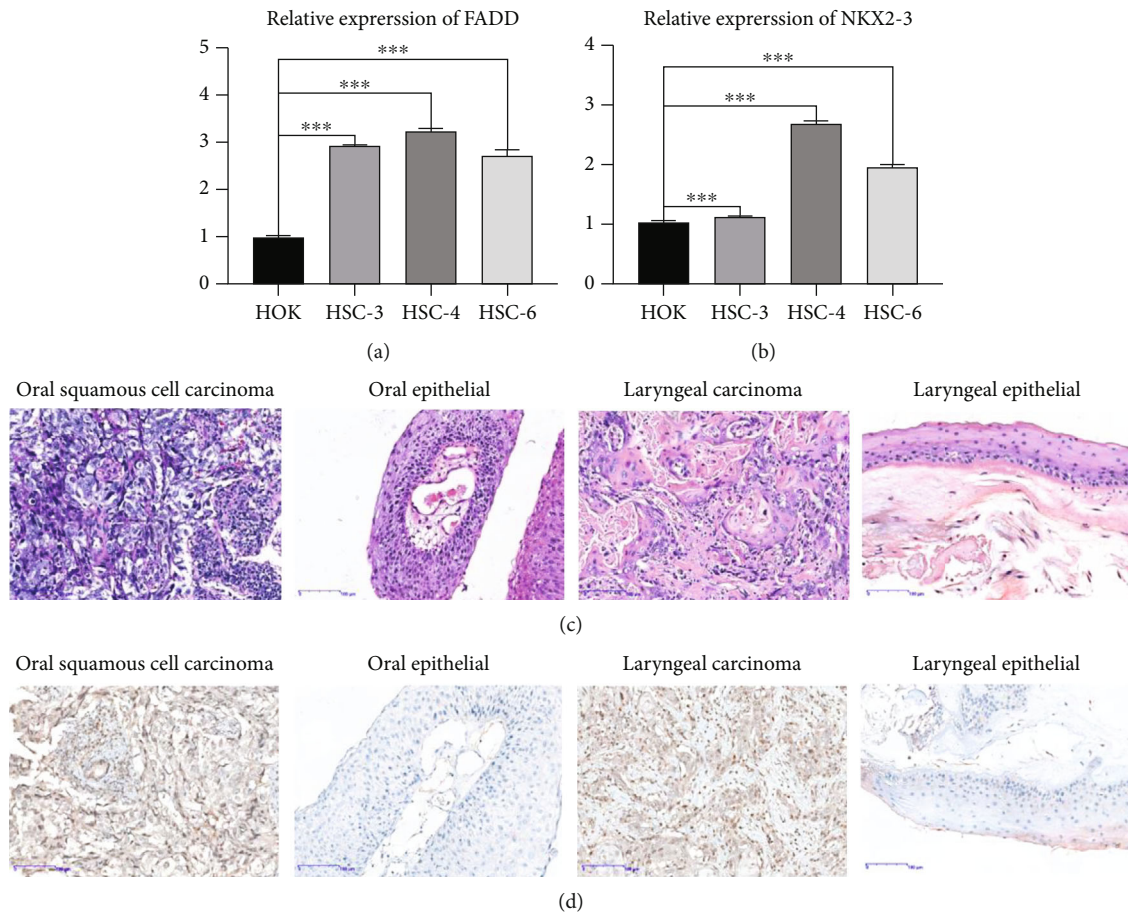 Relative exprerssion of FADD
5
4
3
2
1
0
***
***
***
HOK
HSC-3
HSC-4
HSC-6
(a)
Relative exprerssion of NKX2-3
4
3
2
1
0
***
***
***
HOK
HSC-3
HSC-4
HSC-6
(b)
Oral squamous cell carcinoma
Oral epithelial
Laryngeal carcinoma
Laryngeal epithelial
(c)
Oral squamous cell carcinoma
Oral epithelial
Laryngeal carcinoma
Laryngeal epithelial
(d)